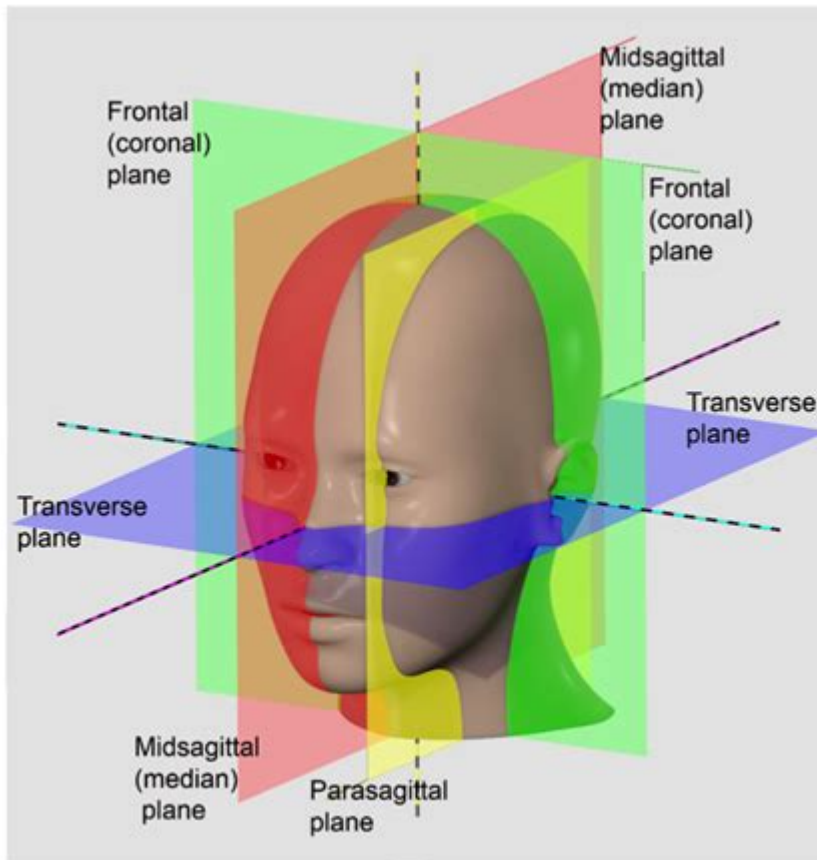 Midsagittal
(median)
plane
Frontal
(coronal)
plane
Frontal
(coronal)
plane
Transverse
plane
Transverse
plane
Midsagittal
(median)
plane
Parasagittal
plane